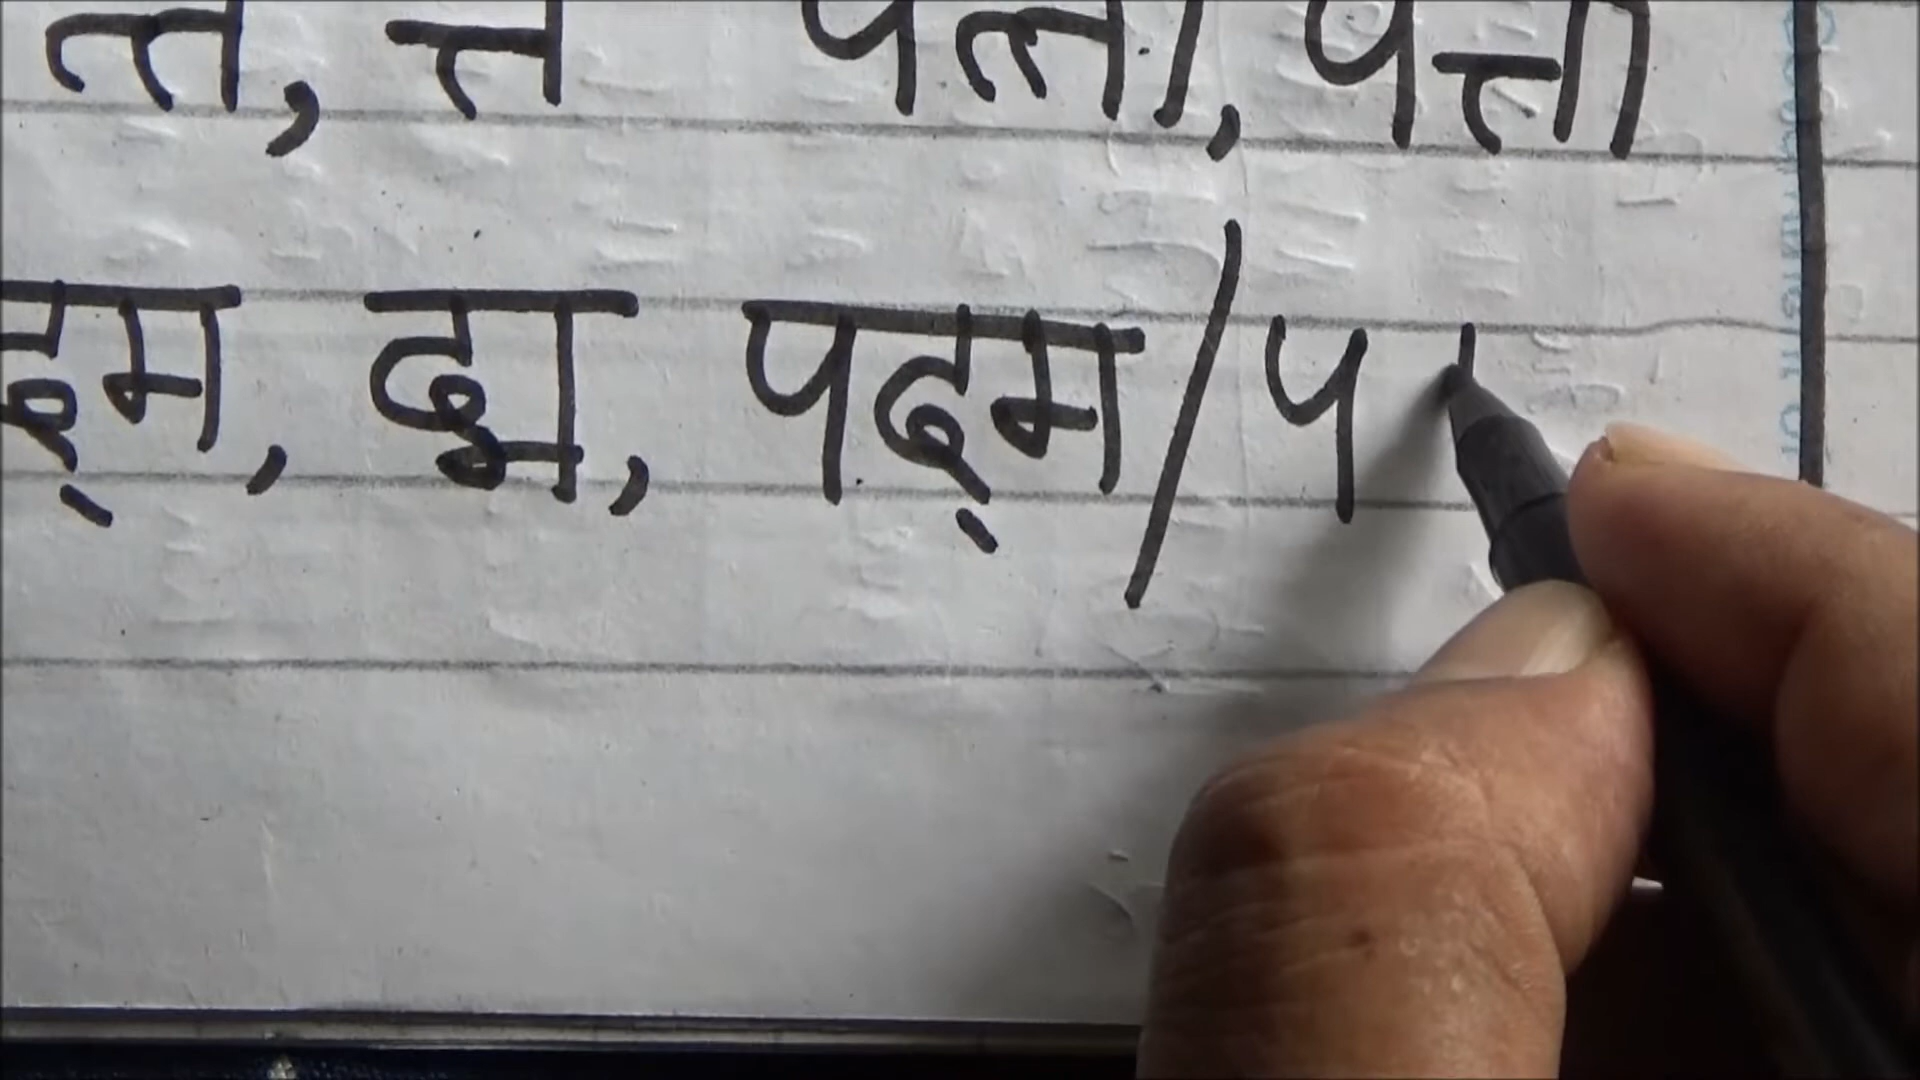 त्त, त्त पत्ता, पत्ता
द्‌म, द्म, पद्‌म/प